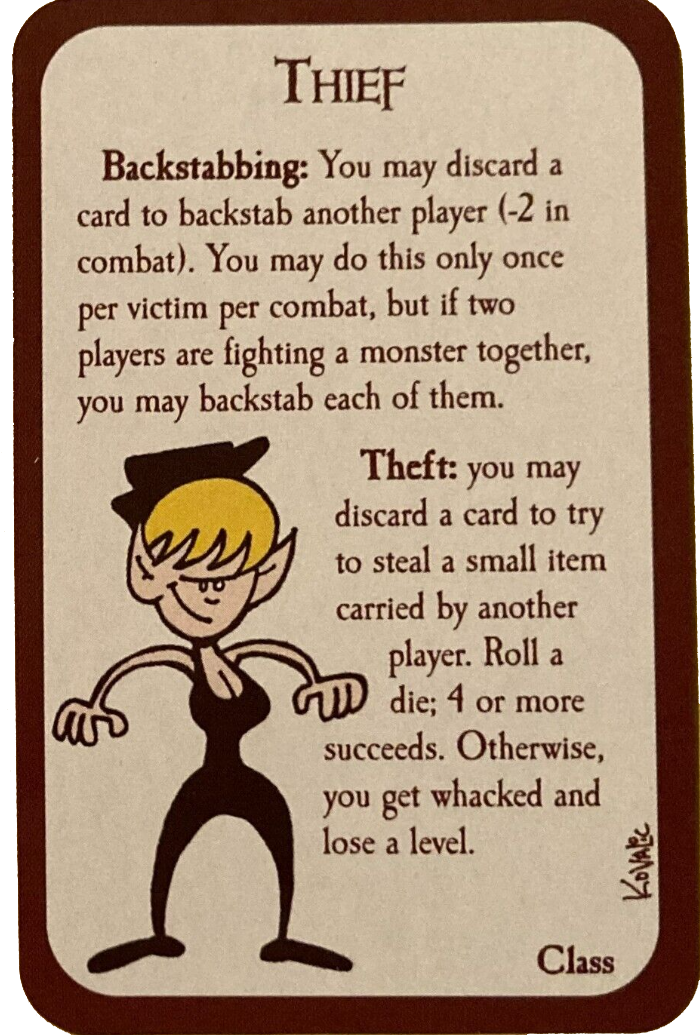 THIEF
Backstabbing: You may discard a
card to backstab another player (-2 in
combat). You may do this only once
per victim per combat, but if two
players are fighting a monster together,
you may backstab each of them.
Theft: you may
discard a card to try
to steal a small item
carried by another
player. Roll a
die; 4 or more
succeeds. Otherwise,
you get whacked and
lose a level.
KOVALIC
Class